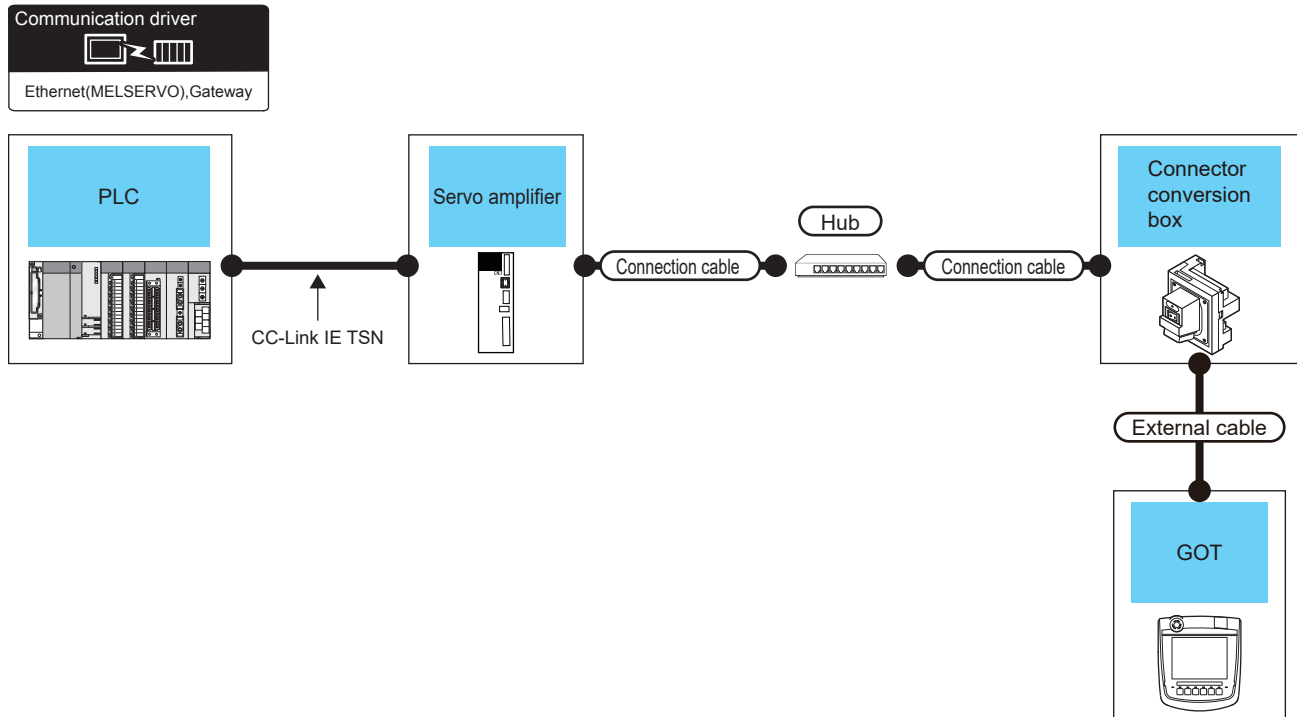 Communication driver
Ethernet(MELSERVO),Gateway
PLC
Servo amplifier
Hub
Connector
conversion
box
Connection cable
Connection cable
CC-Link IE TSN
External cable
GOT